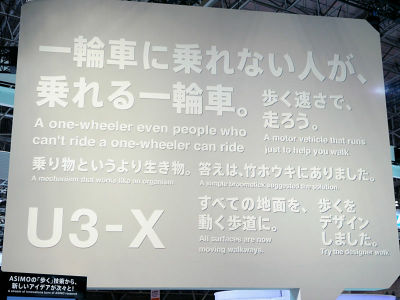 一輪車に乗れない人が、
乗れる一輪車。
A one-wheeler even people who
can't ride a one-wheeler can ride
歩く速さで、
走ろう。
A motor vehicle that runs
just to help you walk.
乗り物というより生き物。
A mechanism that works like an organism
答えは、竹ホウキにありました。
A simple broomstick suggested the solution.
U3-X
すべての地面を、
動く歩道に。
All surfaces are now
moving walkways.
歩くを
デザイン
しました。
Try the designer walk.
ASIMOの「歩く」技術から、
新しいアイデアが次々と!